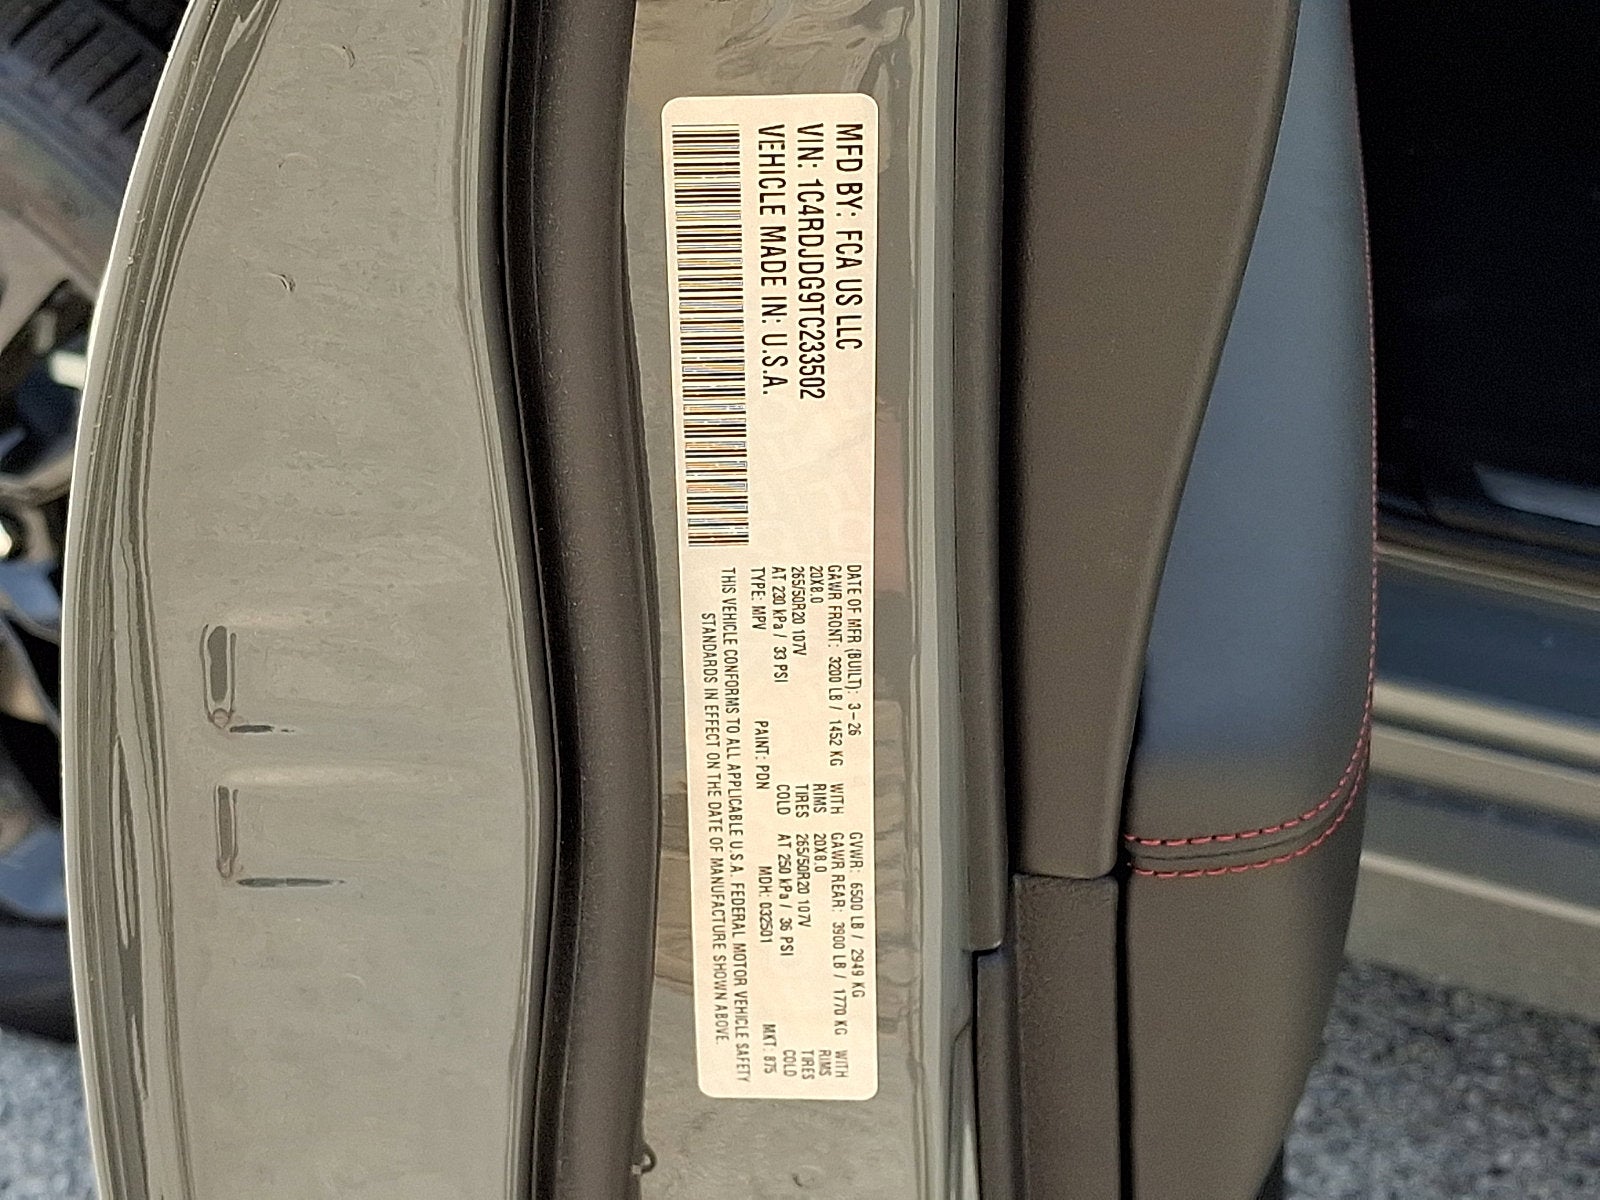 MFD BY: FCA US LLC
VIN: 1C4RDJDG9TC233502
VEHICLE MADE IN: U.S.A.
DATE OF MFR (BUILT): 3-26 GVWR: 6500 LB / 2949 KG
GAWR FRONT: 3200 LB / 1452 KG WITH GAWR REAR: 3900 LB / 1770 KG WITH
20X8.0 RIMS 20X8.0 RIMS
265/50R20 107V TIRES 265/50R20 107V TIRES
AT 230 kPa / 33 PSI COLD AT 250 kPa / 36 PSI COLD
TYPE: MPV PAINT: PDN MDH: 032501 MKT: 875
THIS VEHICLE CONFORMS TO ALL APPLICABLE U.S.A. FEDERAL MOTOR VEHICLE SAFETY
STANDARDS IN EFFECT ON THE DATE OF MANUFACTURE SHOWN ABOVE.